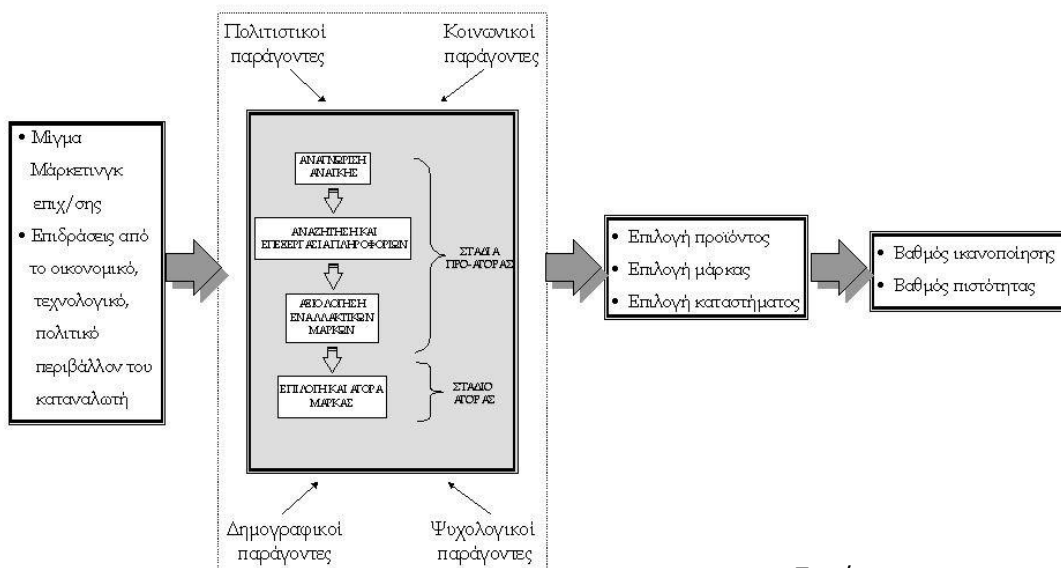 Πολιτιστικοί
παράγοντες
Κοινωνικοί
παράγοντες
• Μίγμα
Μάρκετινγκ
επιχ/σης
• Επιδράσεις από
το οικονομικό,
τεχνολογικό,
πολιτικό
περιβάλλον του
καταναλωτή
ΑΝΑΓΝΩΡΙΣΗ
ΑΝΑΓΚΗΣ
ΑΝΑΖΗΤΗΣΗ ΚΑΙ
ΕΠΕΞΕΡΓΑΣΙΑ ΠΛΗΡΟΦΟΡΙΩΝ
ΑΞΙΟΛΟΓΗΣΗ
ΕΝΑΛΛΑΚΤΙΚΩΝ
ΜΑΡΚΩΝ
ΕΠΙΛΟΓΗ ΚΑΙ ΑΓΟΡΑ
ΜΑΡΚΑΣ
ΣΤΑΔΙΑ
ΠΡΟ-ΑΓΟΡΑΣ
ΣΤΑΔΙΟ
ΑΓΟΡΑΣ
• Επιλογή προϊόντος
• Επιλογή μάρκας
• Επιλογή καταστήματος
• Βαθμός ικανοποίησης
• Βαθμός πιστότητας
Δημογραφικοί
παράγοντες
Ψυχολογικοί
παράγοντες